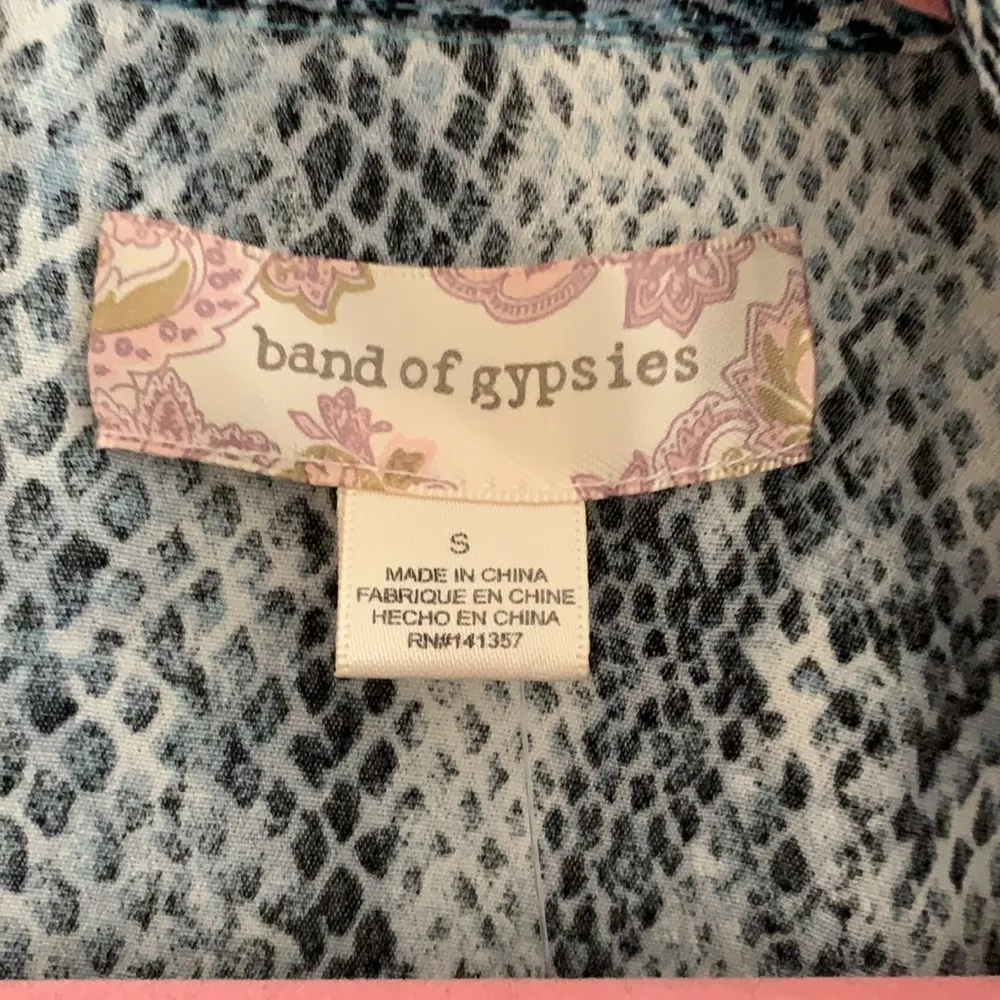 band of gypsies
S
MADE IN CHINA
FABRIQUE EN CHINE
HECHO EN CHINA
RN#141357